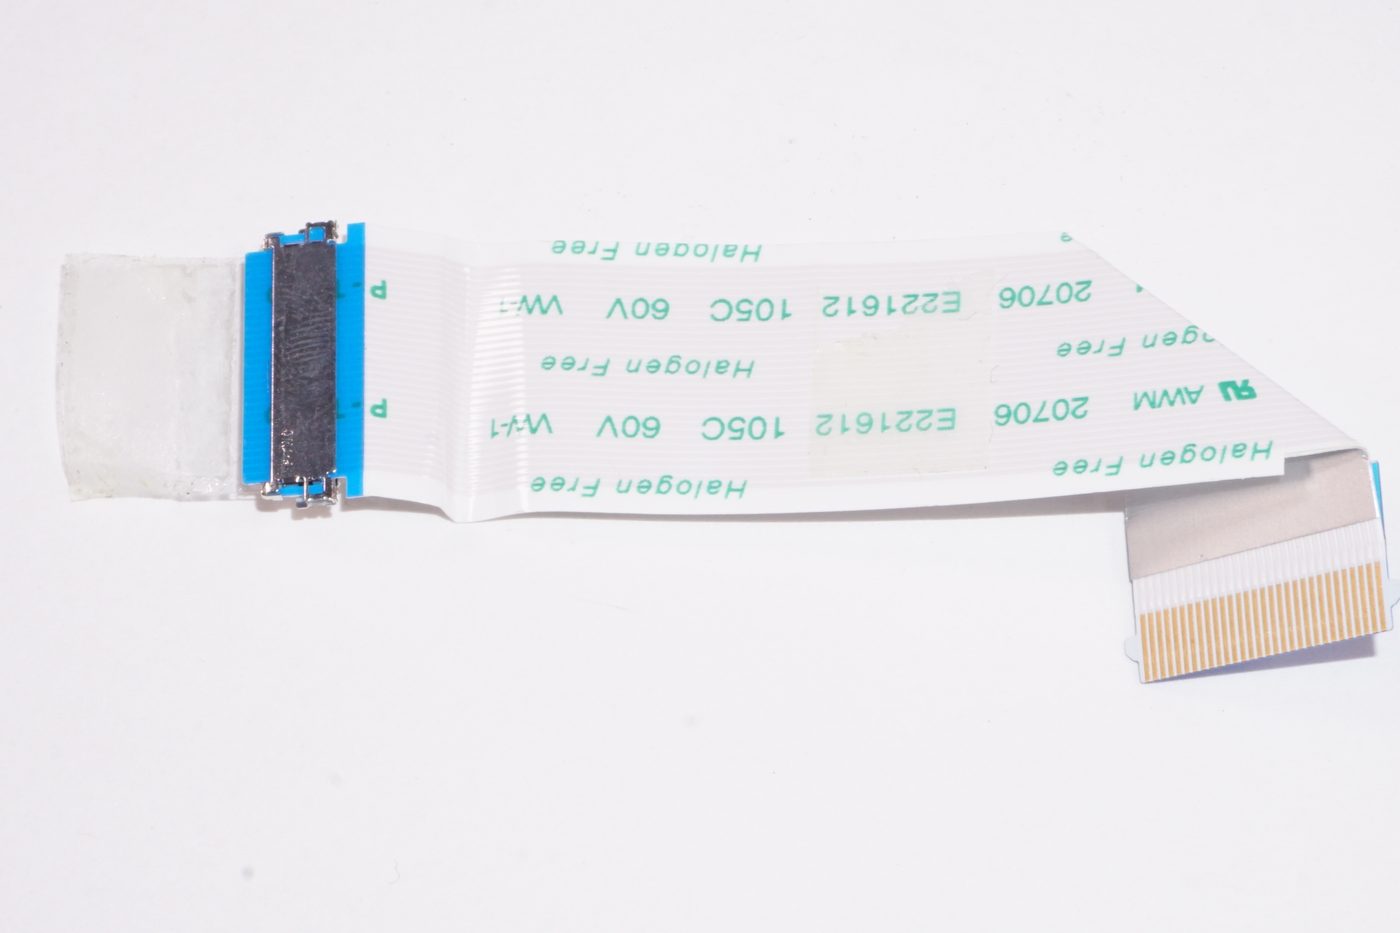 Halogen Free Halogen Free
AWM 20706 E221612 105C 60V VW-1 P
Free Halogen Free
20706 E221612 105C 60V VW-1 P
Halogen Free